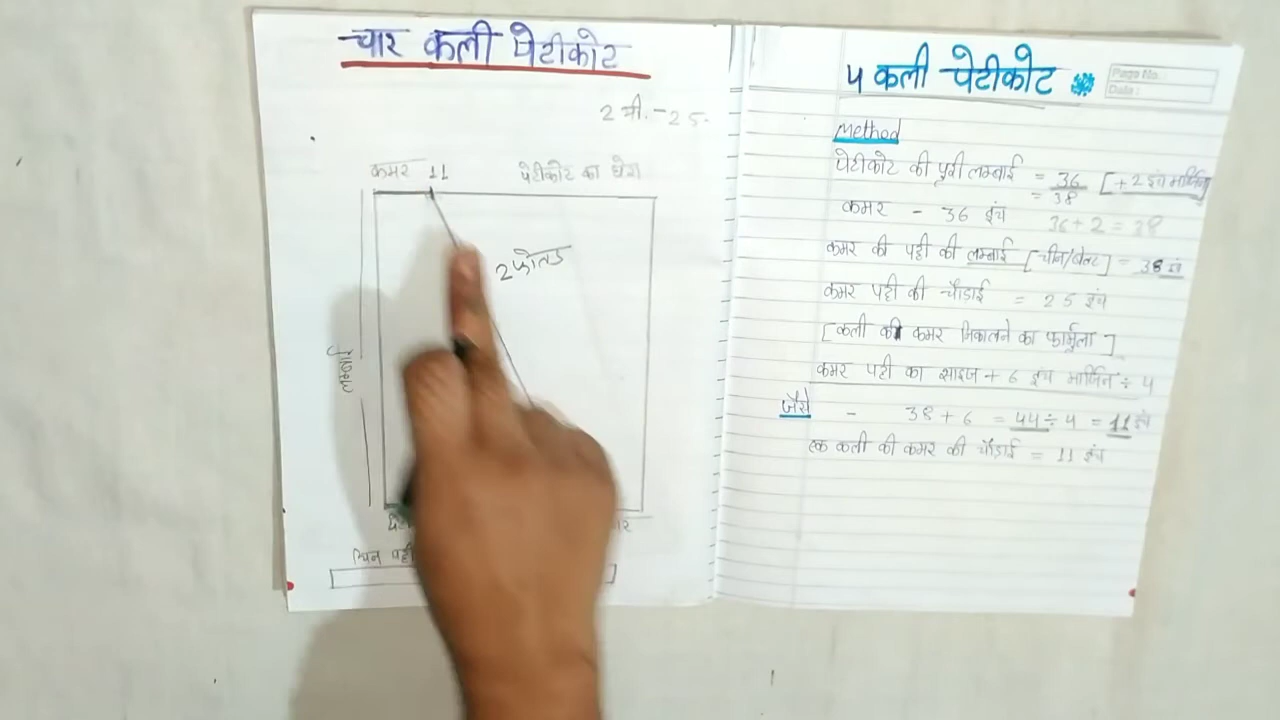 चार कली पेटीकोट
2 मी. - 25.
कमर 11 पेटीकोट का घेरा
2 फोल्ड
लम्बाई
पट्टी
4 कली पेटीकोट
Page No.:
Date:
Method
पेटीकोट की पूरी लम्बाई = 36 [+2 इंच मार्जिन]
= 38
कमर - 36 इंच 36+2 = 38
कमर की पट्टी की लम्बाई [चीन/बेल्ट] = 38 इंच
कमर पट्टी की चौड़ाई = 2.5 इंच
[कली की कमर निकालने का फार्मूला]
कमर पट्टी का साइज + 6 इंच मार्जिन ÷ 4
जैसे - 38+6 = 44÷4 = 11 इंच
एक कली की कमर की चौड़ाई = 11 इंच